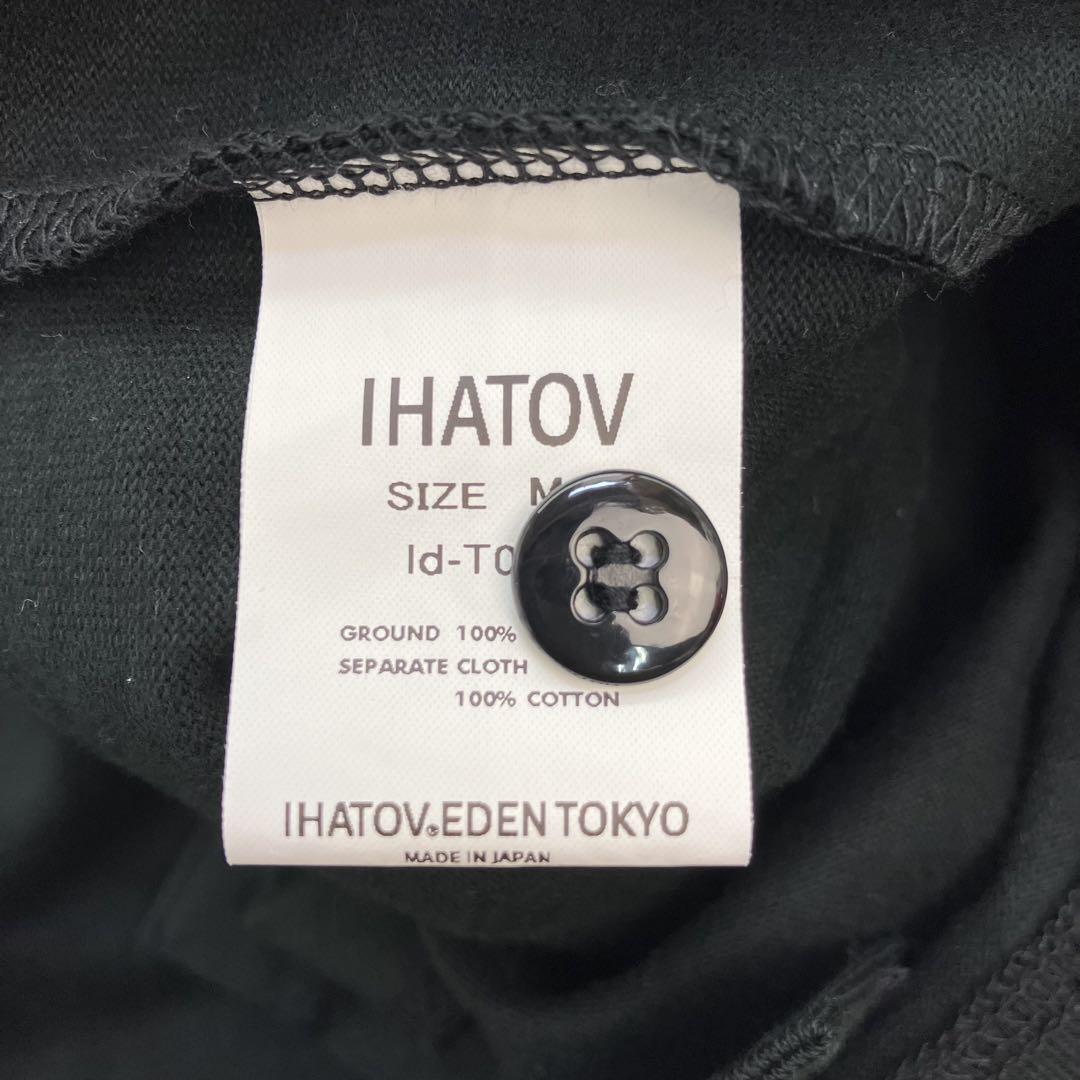 IHATOV
SIZE M
Id-T0
GROUND 100%
SEPARATE CLOTH
100% COTTON
IHATOV.EDEN TOKYO
MADE IN JAPAN